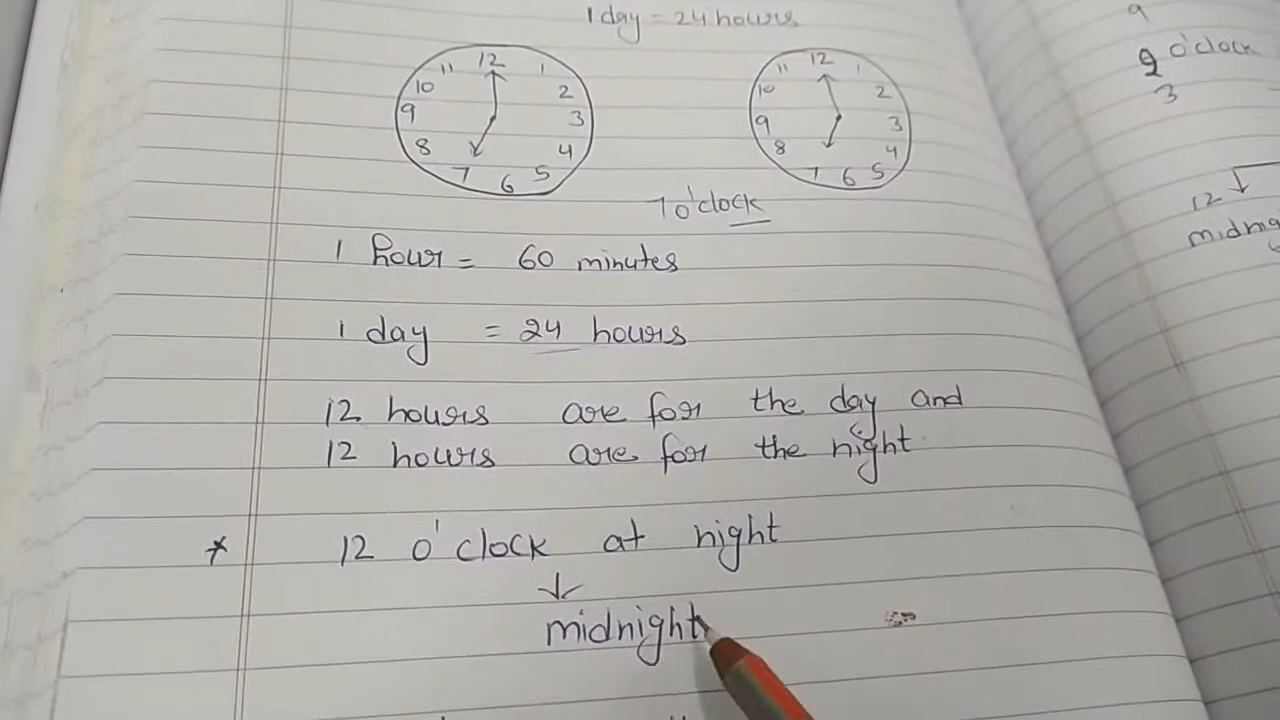 1 day = 24 hours
12 1 2 3 4 5 6 7 8 9 10 11
12 1 2 3 4 5 6 7 8 9 10 11
7 o'clock
1 hour = 60 minutes
1 day = 24 hours
12 hours are for the day and
12 hours are for the night.
* 12 o'clock at night
midnight
9
9 o'clock
3
12
midnig